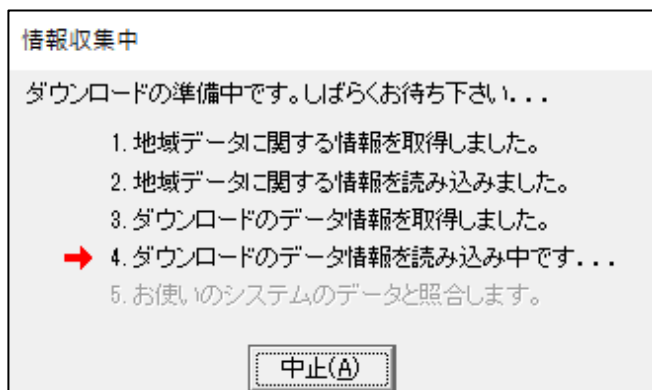 情報収集中
ダウンロードの準備中です。しばらくお待ち下さい...
1.地域データに関する情報を取得しました。
2.地域データに関する情報を読み込みました。
3.ダウンロードのデータ情報を取得しました。
4.ダウンロードのデータ情報を読み込み中です...
5.お使いのシステムのデータと照合します。
中止(A)